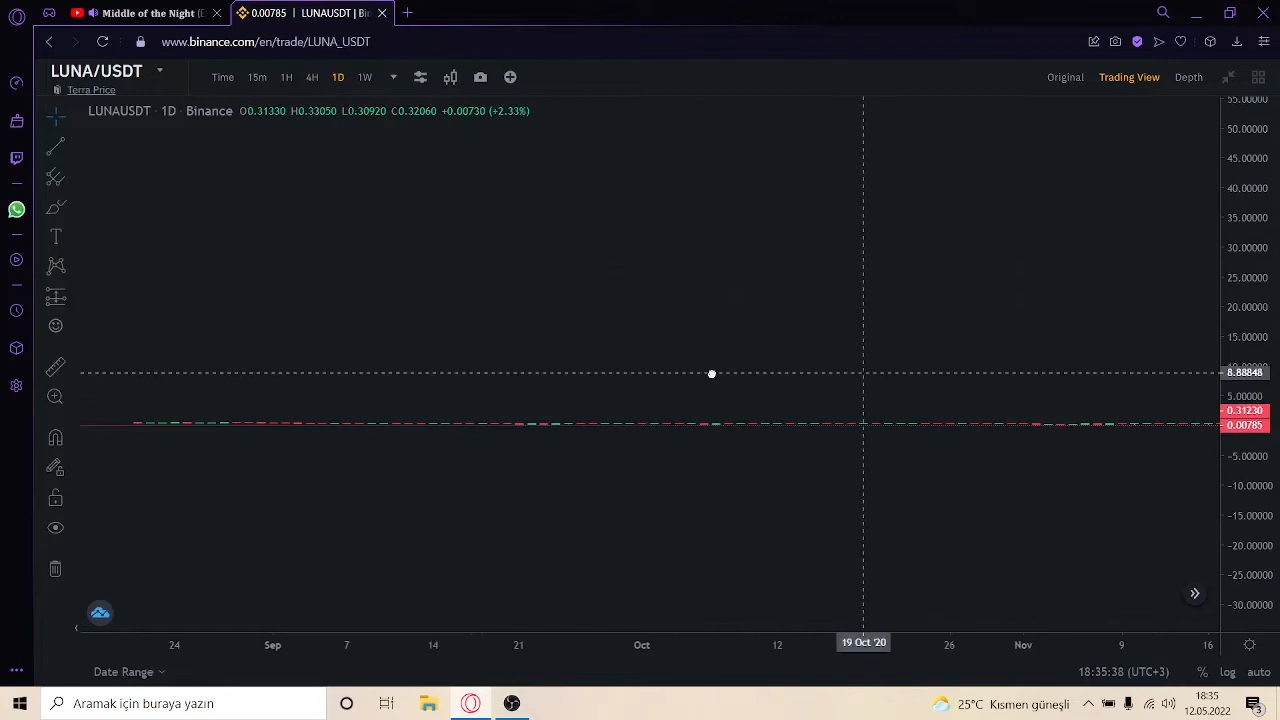 Middle of the Night (E
0.00785 | LUNAUSDT | Bin
www.binance.com/en/trade/LUNA_USDT
LUNA/USDT
Terra Price
Time 15m 1H 4H 1D 1W
Original Trading View Depth
LUNAUSDT · 1D · Binance O0.31330 H0.33050 L0.30920 C0.32060 +0.00730 (+2.33%)
55.00000
50.00000
45.00000
40.00000
35.00000
30.00000
25.00000
20.00000
15.00000
8.88848
5.00000
0.31230
0.00785
−5.00000
−10.00000
−15.00000
−20.00000
−25.00000
−30.00000
24 Sep 7 14 21 Oct 12 19 Oct '20 26 Nov 9 16
Date Range
18:35:38 (UTC+3) % log auto
Aramak için buraya yazın
25°C Kısmen güneşli
18:35
12.05.2022
3